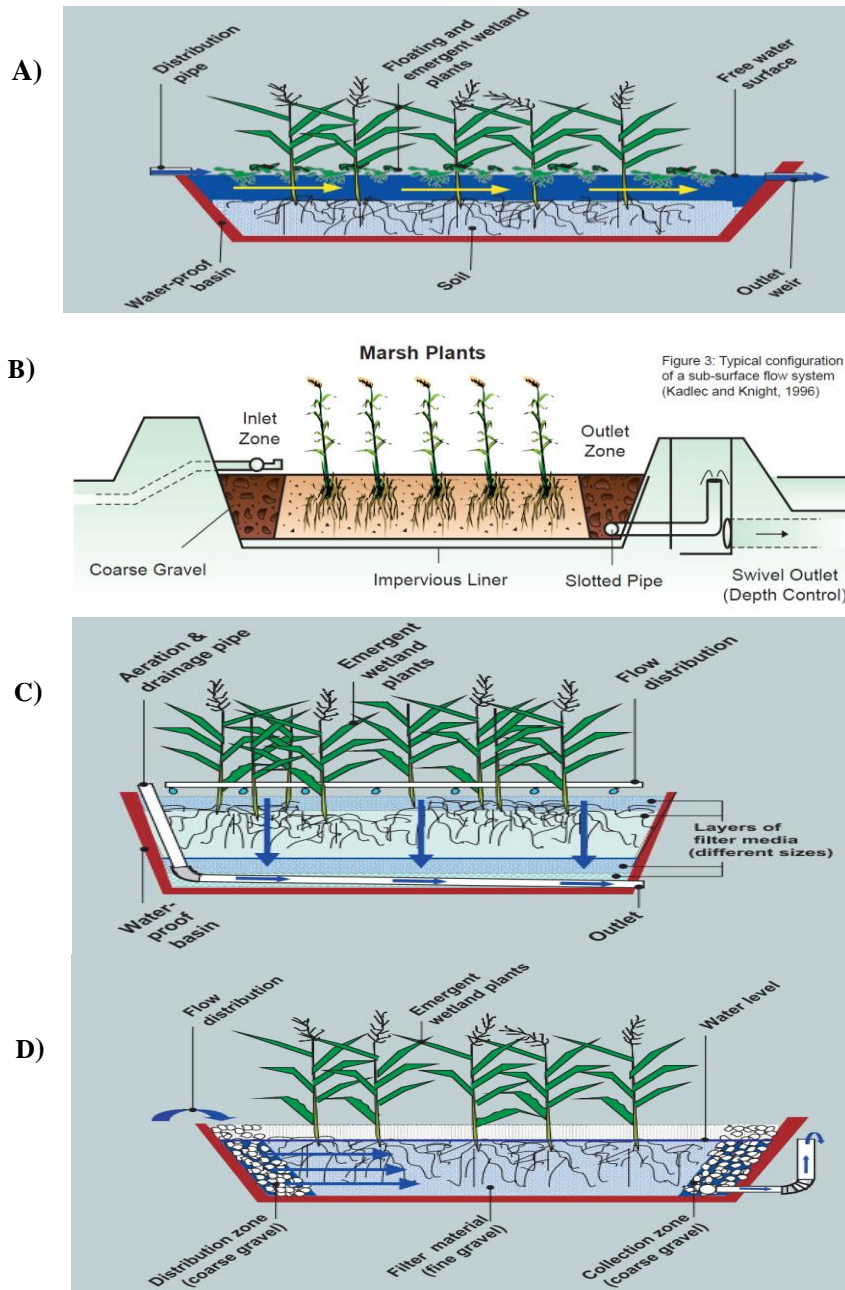 A)
Distribution
pipe
Floating and
emergent wetland
plants
Free water
surface
Water-proof
basin
Soil
Outlet
weir
B)
Marsh Plants
Figure 3: Typical configuration
of a sub-surface flow system
(Kadlec and Knight, 1996)
Inlet
Zone
Outlet
Zone
Coarse Gravel
Impervious Liner
Slotted Pipe
Swivel Outlet
(Depth Control)
C)
Aeration &
drainage pipe
Emergent
wetland
plants
Flow
distribution
Layers of
filter media
(different sizes)
Water-
proof
basin
Outlet
D)
Flow
distribution
Emergent
wetland plants
Water level
Distribution zone
(coarse gravel)
Filter material
(fine gravel)
Collection zone
(coarse gravel)